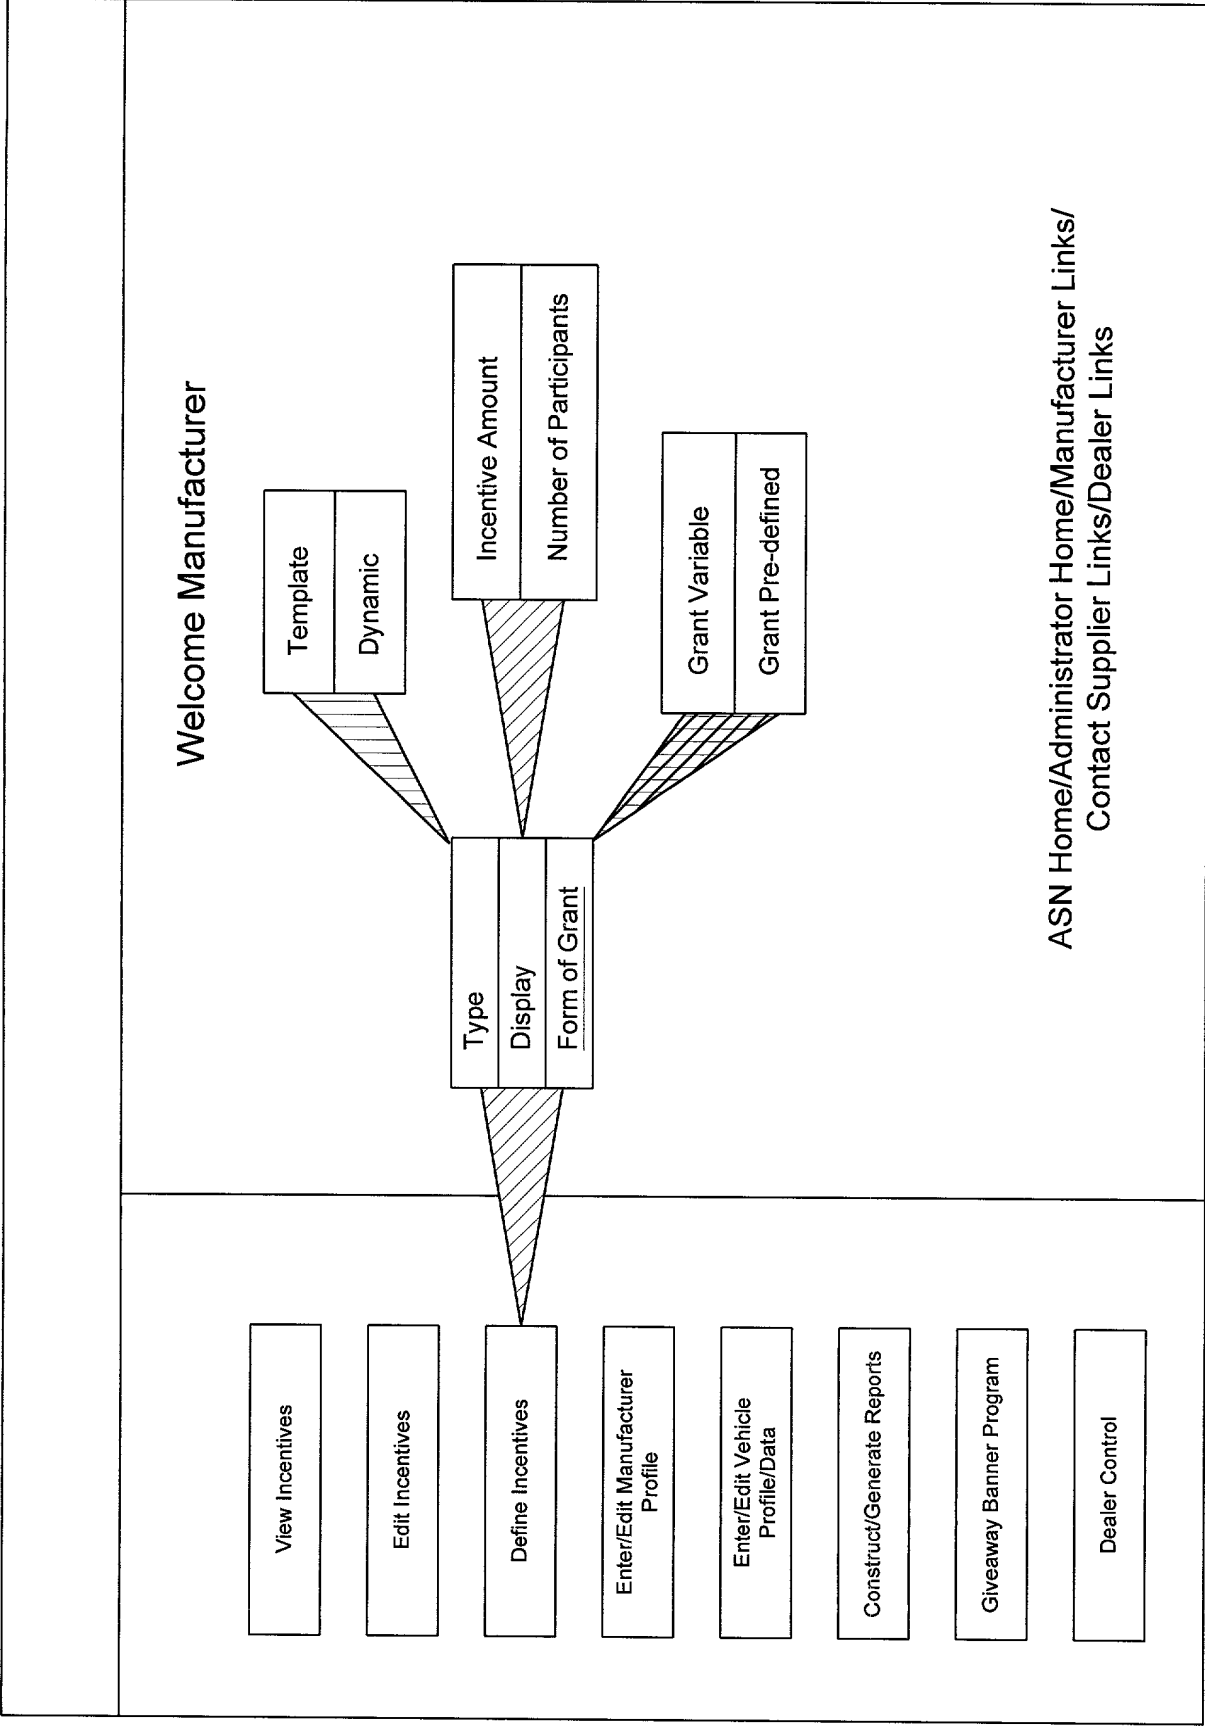 Welcome Manufacturer
View Incentives
Edit Incentives
Define Incentives
Enter/Edit Manufacturer
Profile
Enter/Edit Vehicle
Profile/Data
Construct/Generate Reports
Giveaway Banner Program
Dealer Control
Type
Display
Form of Grant
Template
Dynamic
Incentive Amount
Number of Participants
Grant Variable
Grant Pre-defined
ASN Home/Administrator Home/Manufacturer Links/
Contact Supplier Links/Dealer Links